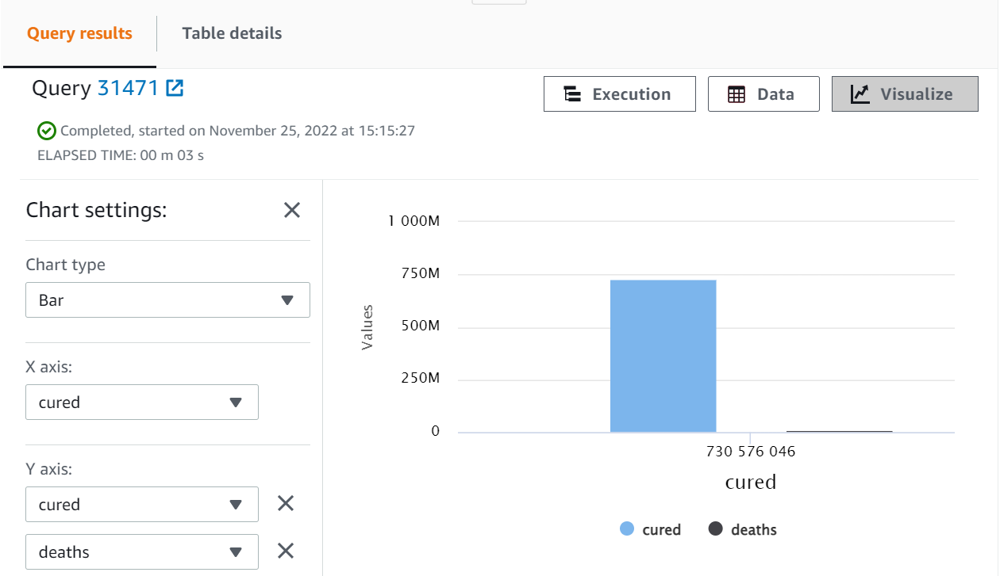 Query results
Table details
Query 31471
Execution
Data
Visualize
Completed, started on November 25, 2022 at 15:15:27
ELAPSED TIME: 00 m 03 s
Chart settings:
Chart type
Bar
X axis:
cured
Y axis:
cured
deaths
1 000M
750M
500M
250M
0
Values
730 576 046
cured
cured
deaths